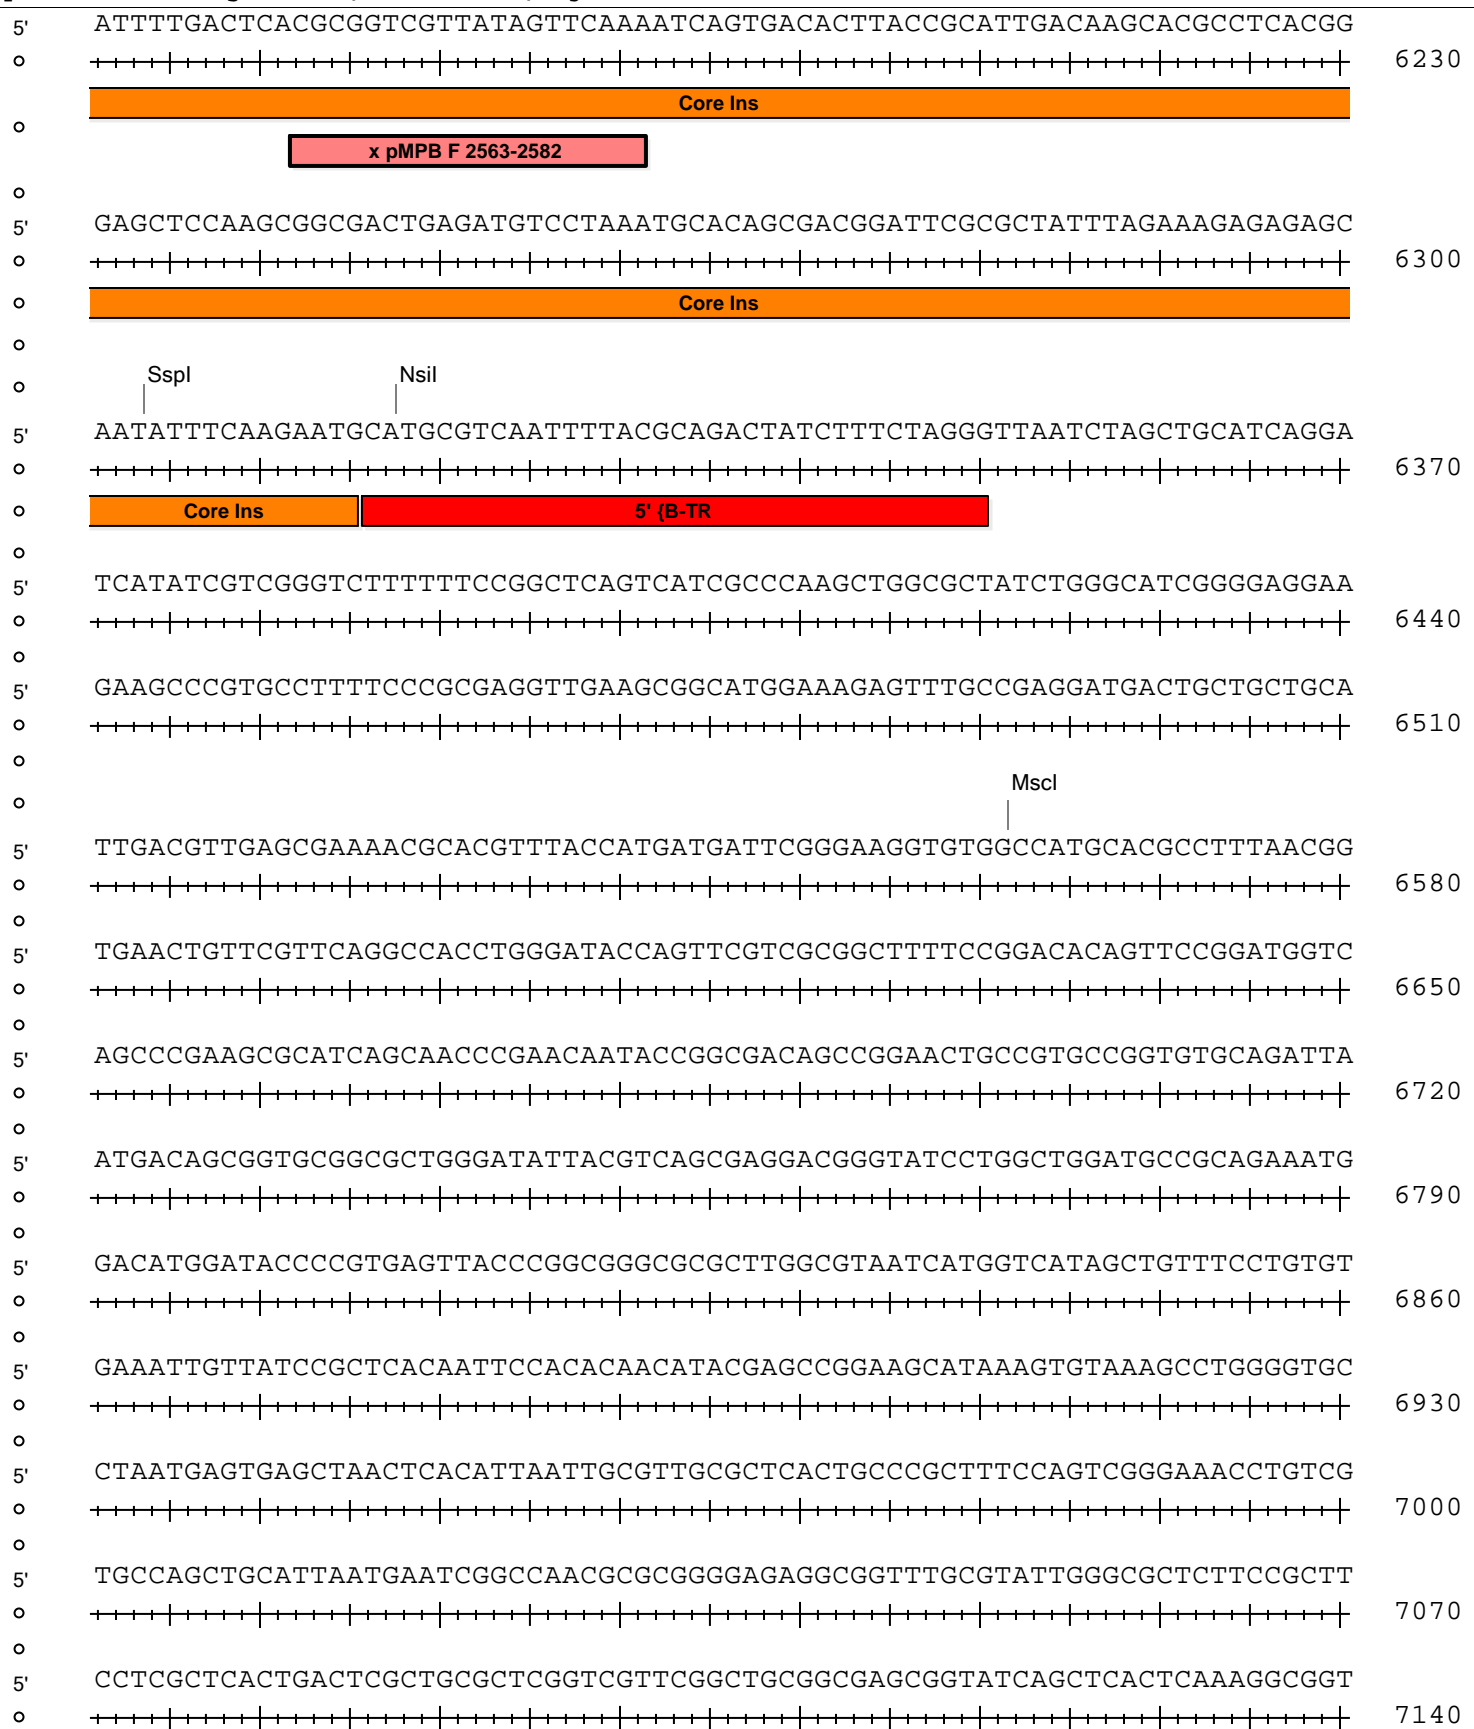 5' ATTTTGACTCACGCGGTCGTTATAGTTCAAAATCAGTGACACTTACCGCATTGACAAGCACGCCTCACGG
6230
Core Ins
x pMPB F 2563-2582
5' GAGCTCCAAGCGGCGACTGAGATGTCCTAAATGCACAGCGACGGATTCGCGCTATTTAGAAAGAGAGAGC
6300
Core Ins
SspI NsiI
5' AATATTTCAAGAATGCATGCGTCAATTTTACGCAGACTATCTTTCTAGGGTTAATCTAGCTGCATCAGGA
6370
Core Ins 5' {B-TR
5' TCATATCGTCGGGTCTTTTTTCCGGCTCAGTCATCGCCCAAGCTGGCGCTATCTGGGCATCGGGGAGGAA
6440
5' GAAGCCCGTGCCTTTTCCCGCGAGGTTGAAGCGGCATGGAAAGAGTTTGCCGAGGATGACTGCTGCTGCA
6510
MscI
5' TTGACGTTGAGCGAAAACGCACGTTTACCATGATGATTCGGGAAGGTGTGGCCATGCACGCCTTTAACGG
6580
5' TGAACTGTTCGTTCAGGCCACCTGGGATACCAGTTCGTCGCGGCTTTTCCGGACACAGTTCCGGATGGTC
6650
5' AGCCCGAAGCGCATCAGCAACCCGAACAATACCGGCGACAGCCGGAACTGCCGTGCCGGTGTGCAGATTA
6720
5' ATGACAGCGGTGCGGCGCTGGGATATTACGTCAGCGAGGACGGGTATCCTGGCTGGATGCCGCAGAAATG
6790
5' GACATGGATACCCCGTGAGTTACCCGGCGGGCGCGCTTGGCGTAATCATGGTCATAGCTGTTTCCTGTGT
6860
5' GAAATTGTTATCCGCTCACAATTCCACACAACATACGAGCCGGAAGCATAAAGTGTAAAGCCTGGGGTGC
6930
5' CTAATGAGTGAGCTAACTCACATTAATTGCGTTGCGCTCACTGCCCGCTTTCCAGTCGGGAAACCTGTCG
7000
5' TGCCAGCTGCATTAATGAATCGGCCAACGCGCGGGGAGAGGCGGTTTGCGTATTGGGCGCTCTTCCGCTT
7070
5' CCTCGCTCACTGACTCGCTGCGCTCGGTCGTTCGGCTGCGGCGAGCGGTATCAGCTCACTCAAAGGCGGT
7140